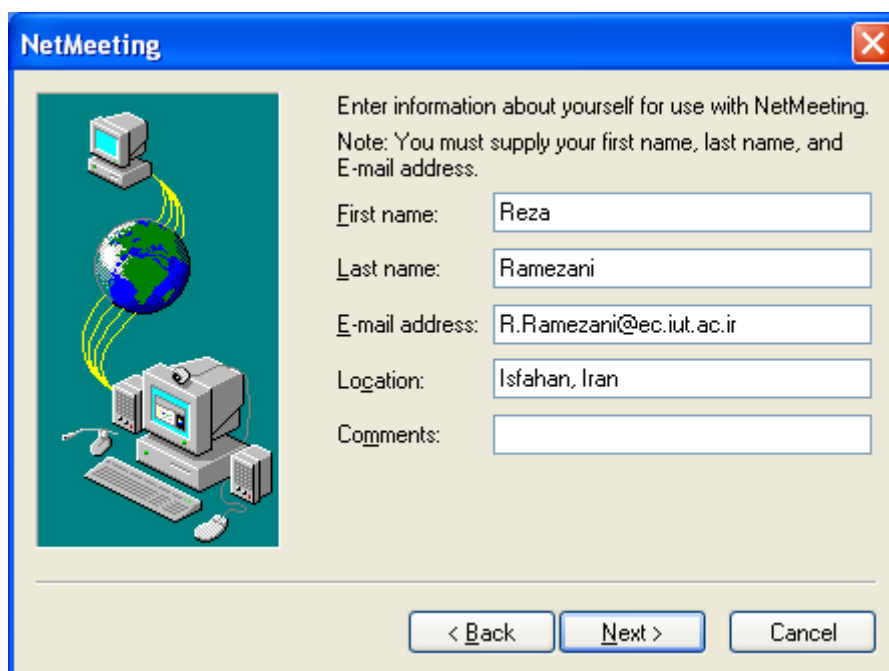 NetMeeting
Enter information about yourself for use with NetMeeting.
Note: You must supply your first name, last name, and
E-mail address.
First name: Reza
Last name: Ramezani
E-mail address: R.Ramezani@ec.iut.ac.ir
Location: Isfahan, Iran
Comments:
< Back Next > Cancel